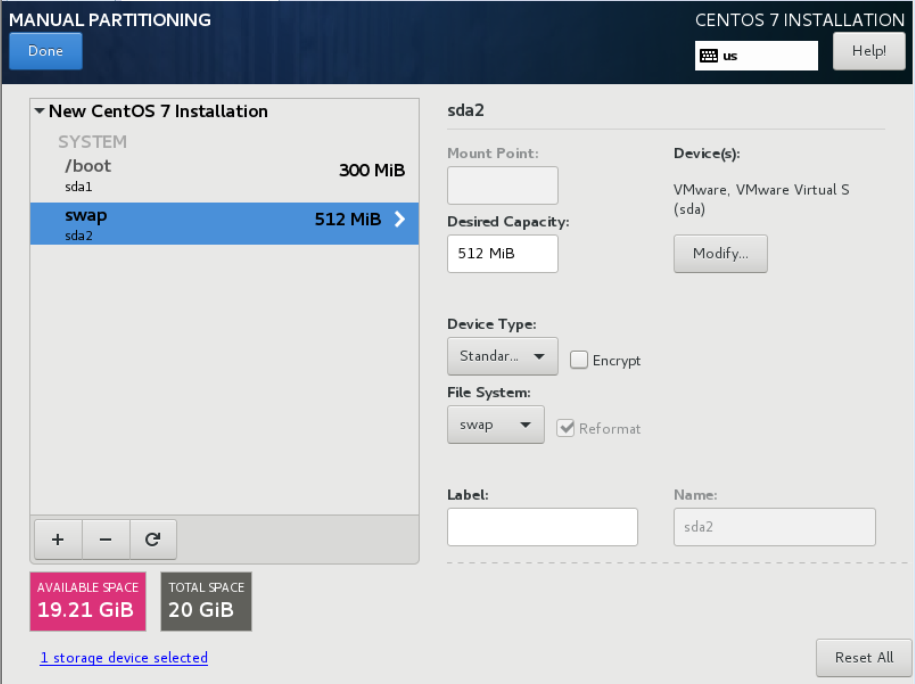 MANUAL PARTITIONING
CENTOS 7 INSTALLATION
Done
us
Help!
New CentOS 7 Installation
SYSTEM
/boot
300 MiB
sda1
swap
512 MiB
sda2
sda2
Mount Point:
Device(s):
VMware, VMware Virtual S
(sda)
Desired Capacity:
512 MiB
Modify...
Device Type:
Standar...
Encrypt
File System:
swap
Reformat
Label:
Name:
sda2
+ −
AVAILABLE SPACE
19.21 GiB
TOTAL SPACE
20 GiB
1 storage device selected
Reset All